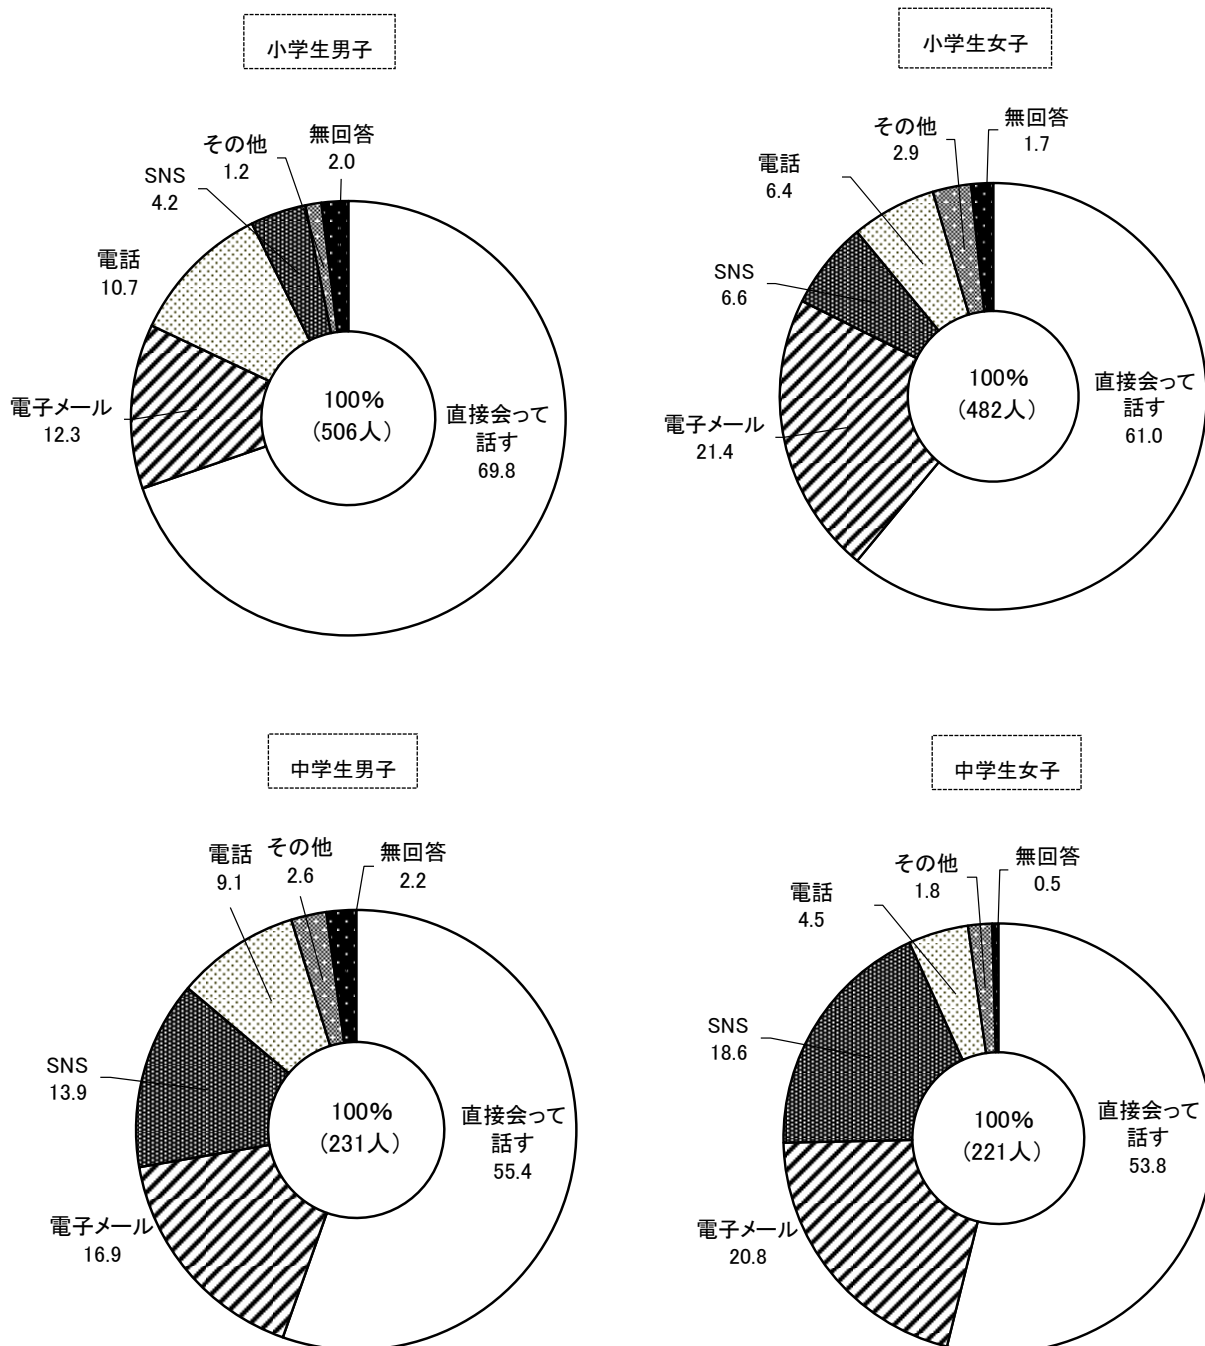 小学生男子
無回答
2.0
その他
1.2
SNS
4.2
電話
10.7
電子メール
12.3
100%
(506人)
直接会って
話す
69.8
小学生女子
無回答
1.7
その他
2.9
電話
6.4
SNS
6.6
電子メール
21.4
100%
(482人)
直接会って
話す
61.0
中学生男子
無回答
2.2
その他
2.6
電話
9.1
SNS
13.9
電子メール
16.9
100%
(231人)
直接会って
話す
55.4
中学生女子
無回答
0.5
その他
1.8
電話
4.5
SNS
18.6
電子メール
20.8
100%
(221人)
直接会って
話す
53.8